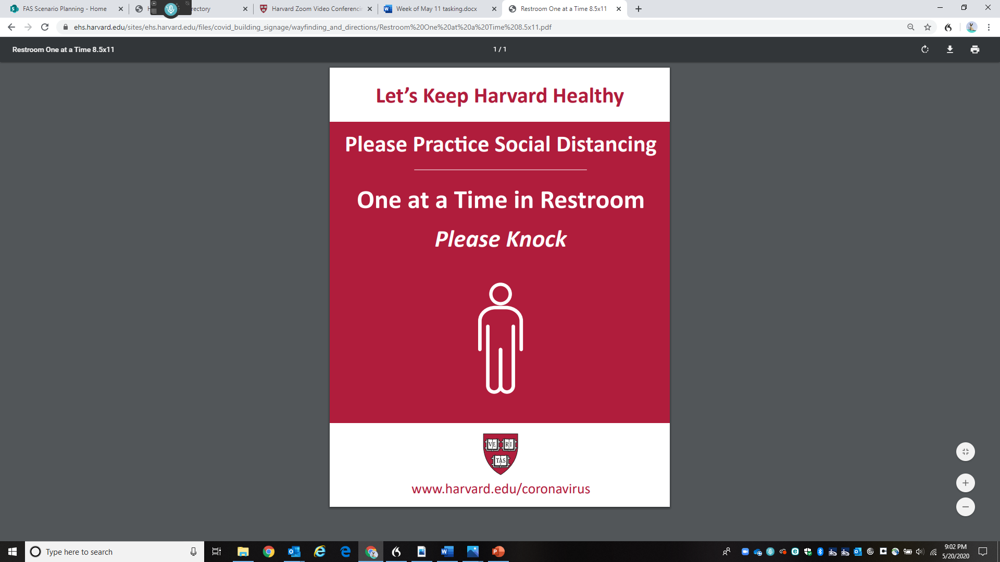 FAS Scenario Planning - Home
rectory
Harvard Zoom Video Conferenci
Week of May 11 tasking.docx
Restroom One at a Time 8.5x11
ehs.harvard.edu/sites/ehs.harvard.edu/files/covid_building_signage/wayfinding_and_directions/Restroom%20One%20at%20a%20Time%208.5x11.pdf
Restroom One at a Time 8.5x11
1 / 1
Let's Keep Harvard Healthy
Please Practice Social Distancing
One at a Time in Restroom
Please Knock
VE RI
TAS
www.harvard.edu/coronavirus
Type here to search
9:02 PM
5/20/2020